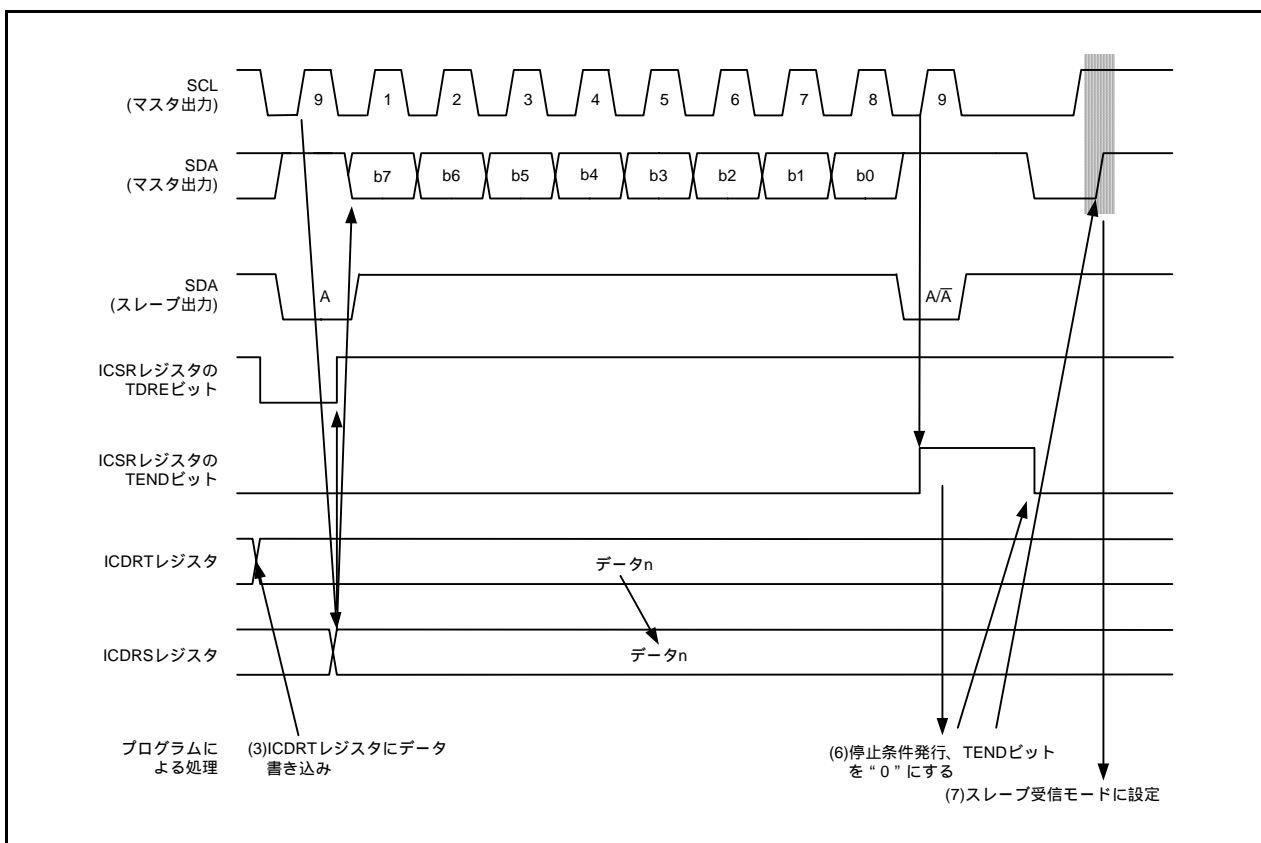 SCL
(マスタ出力)
9 1 2 3 4 5 6 7 8 9
SDA
(マスタ出力)
b7 b6 b5 b4 b3 b2 b1 b0
SDA
(スレーブ出力)
A
A/A̅
ICSRレジスタの
TDREビット
ICSRレジスタの
TENDビット
ICDRTレジスタ
データn
ICDRSレジスタ
データn
プログラムに
よる処理
(3)ICDRTレジスタにデータ
書き込み
(6)停止条件発行、TENDビット
を“0”にする
(7)スレーブ受信モードに設定